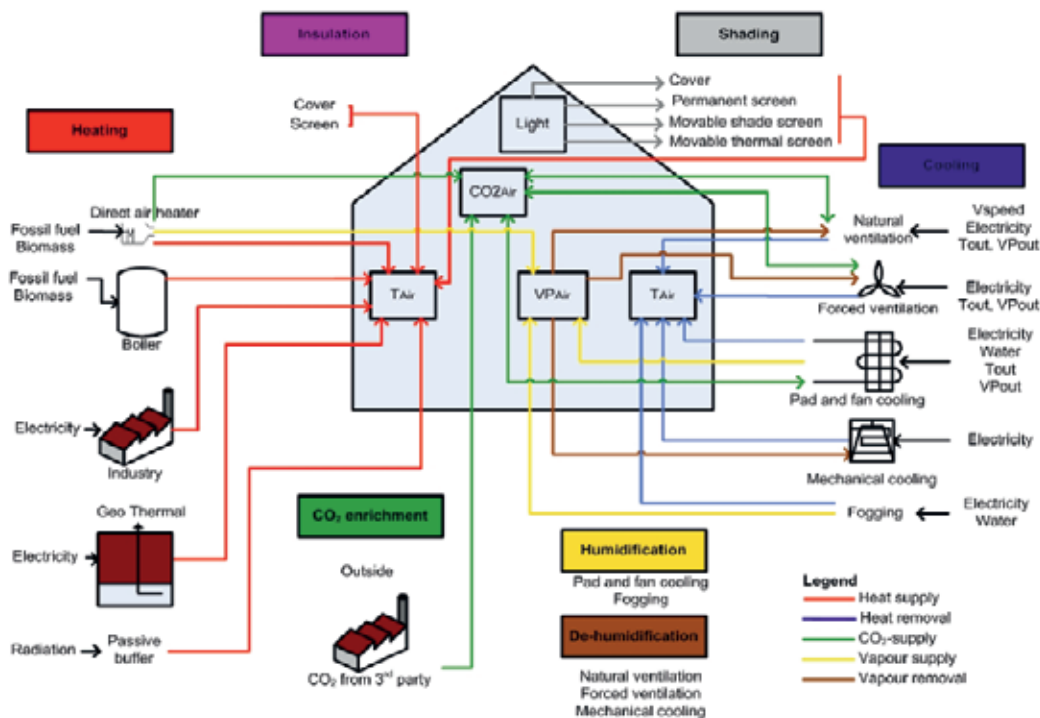 Insulation
Shading
Cover
Screen
Cover
Permanent screen
Movable shade screen
Movable thermal screen
Light
Heating
Cooling
CO2Air
Direct air heater
Fossil fuel
Biomass
Natural
ventilation
Vspeed
Electricity
Tout, VPout
Fossil fuel
Biomass
Boiler
TAir
VPAir
TAir
Forced ventilation
Electricity
Tout, VPout
Pad and fan cooling
Electricity
Water
Tout
VPout
Electricity
Industry
Mechanical cooling
Electricity
Geo Thermal
CO2 enrichment
Fogging
Electricity
Water
Electricity
Humidification
Pad and fan cooling
Fogging
Outside
De-humidification
Natural ventilation
Forced ventilation
Mechanical cooling
Radiation
Passive
buffer
CO2 from 3rd party
Legend
Heat supply
Heat removal
CO2-supply
Vapour supply
Vapour removal